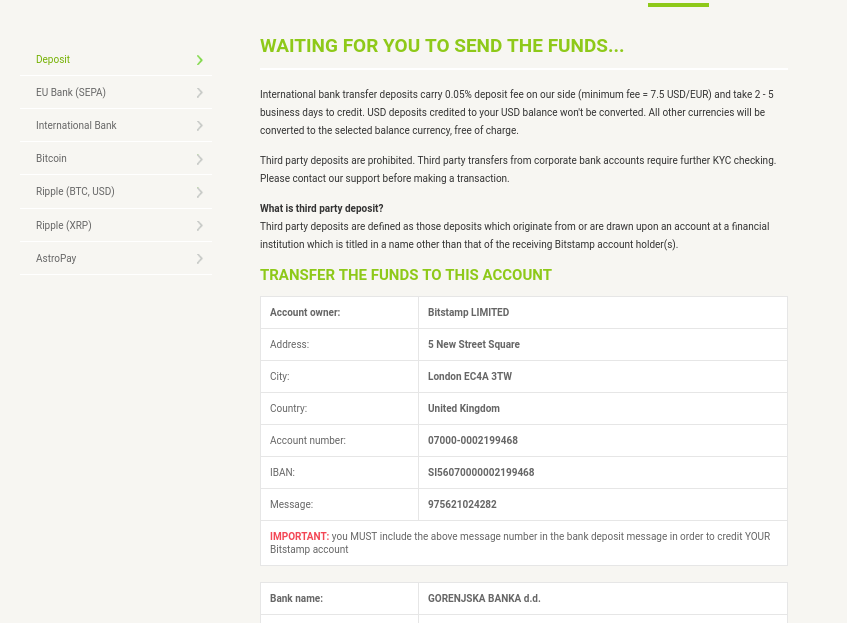 Deposit
EU Bank (SEPA)
International Bank
Bitcoin
Ripple (BTC, USD)
Ripple (XRP)
AstroPay
WAITING FOR YOU TO SEND THE FUNDS...
International bank transfer deposits carry 0.05% deposit fee on our side (minimum fee = 7.5 USD/EUR) and take 2 - 5
business days to credit. USD deposits credited to your USD balance won't be converted. All other currencies will be
converted to the selected balance currency, free of charge.
Third party deposits are prohibited. Third party transfers from corporate bank accounts require further KYC checking.
Please contact our support before making a transaction.
What is third party deposit?
Third party deposits are defined as those deposits which originate from or are drawn upon an account at a financial
institution which is titled in a name other than that of the receiving Bitstamp account holder(s).
TRANSFER THE FUNDS TO THIS ACCOUNT
Account owner: Bitstamp LIMITED
Address: 5 New Street Square
City: London EC4A 3TW
Country: United Kingdom
Account number: 07000-0002199468
IBAN: SI56070000002199468
Message: 975621024282
IMPORTANT: you MUST include the above message number in the bank deposit message in order to credit YOUR
Bitstamp account
Bank name: GORENJSKA BANKA d.d.